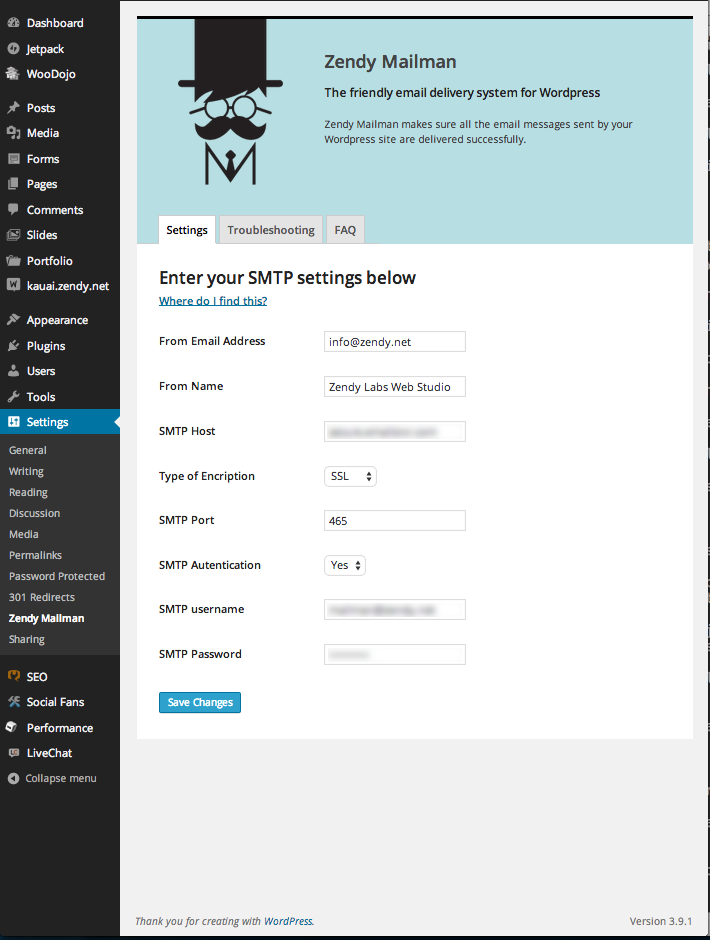 Dashboard
Jetpack
WooDojo
Posts
Media
Forms
Pages
Comments
Slides
Portfolio
kauai.zendy.net
Appearance
Plugins
Users
Tools
Settings
General
Writing
Reading
Discussion
Media
Permalinks
Password Protected
301 Redirects
Zendy Mailman
Sharing
SEO
Social Fans
Performance
LiveChat
Collapse menu
Zendy Mailman
The friendly email delivery system for Wordpress
Zendy Mailman makes sure all the email messages sent by your
Wordpress site are delivered successfully.
Settings Troubleshooting FAQ
Enter your SMTP settings below
Where do I find this?
From Email Address info@zendy.net
From Name Zendy Labs Web Studio
SMTP Host
Type of Encription SSL
SMTP Port 465
SMTP Autentication Yes
SMTP username
SMTP Password
Save Changes
Thank you for creating with WordPress. Version 3.9.1